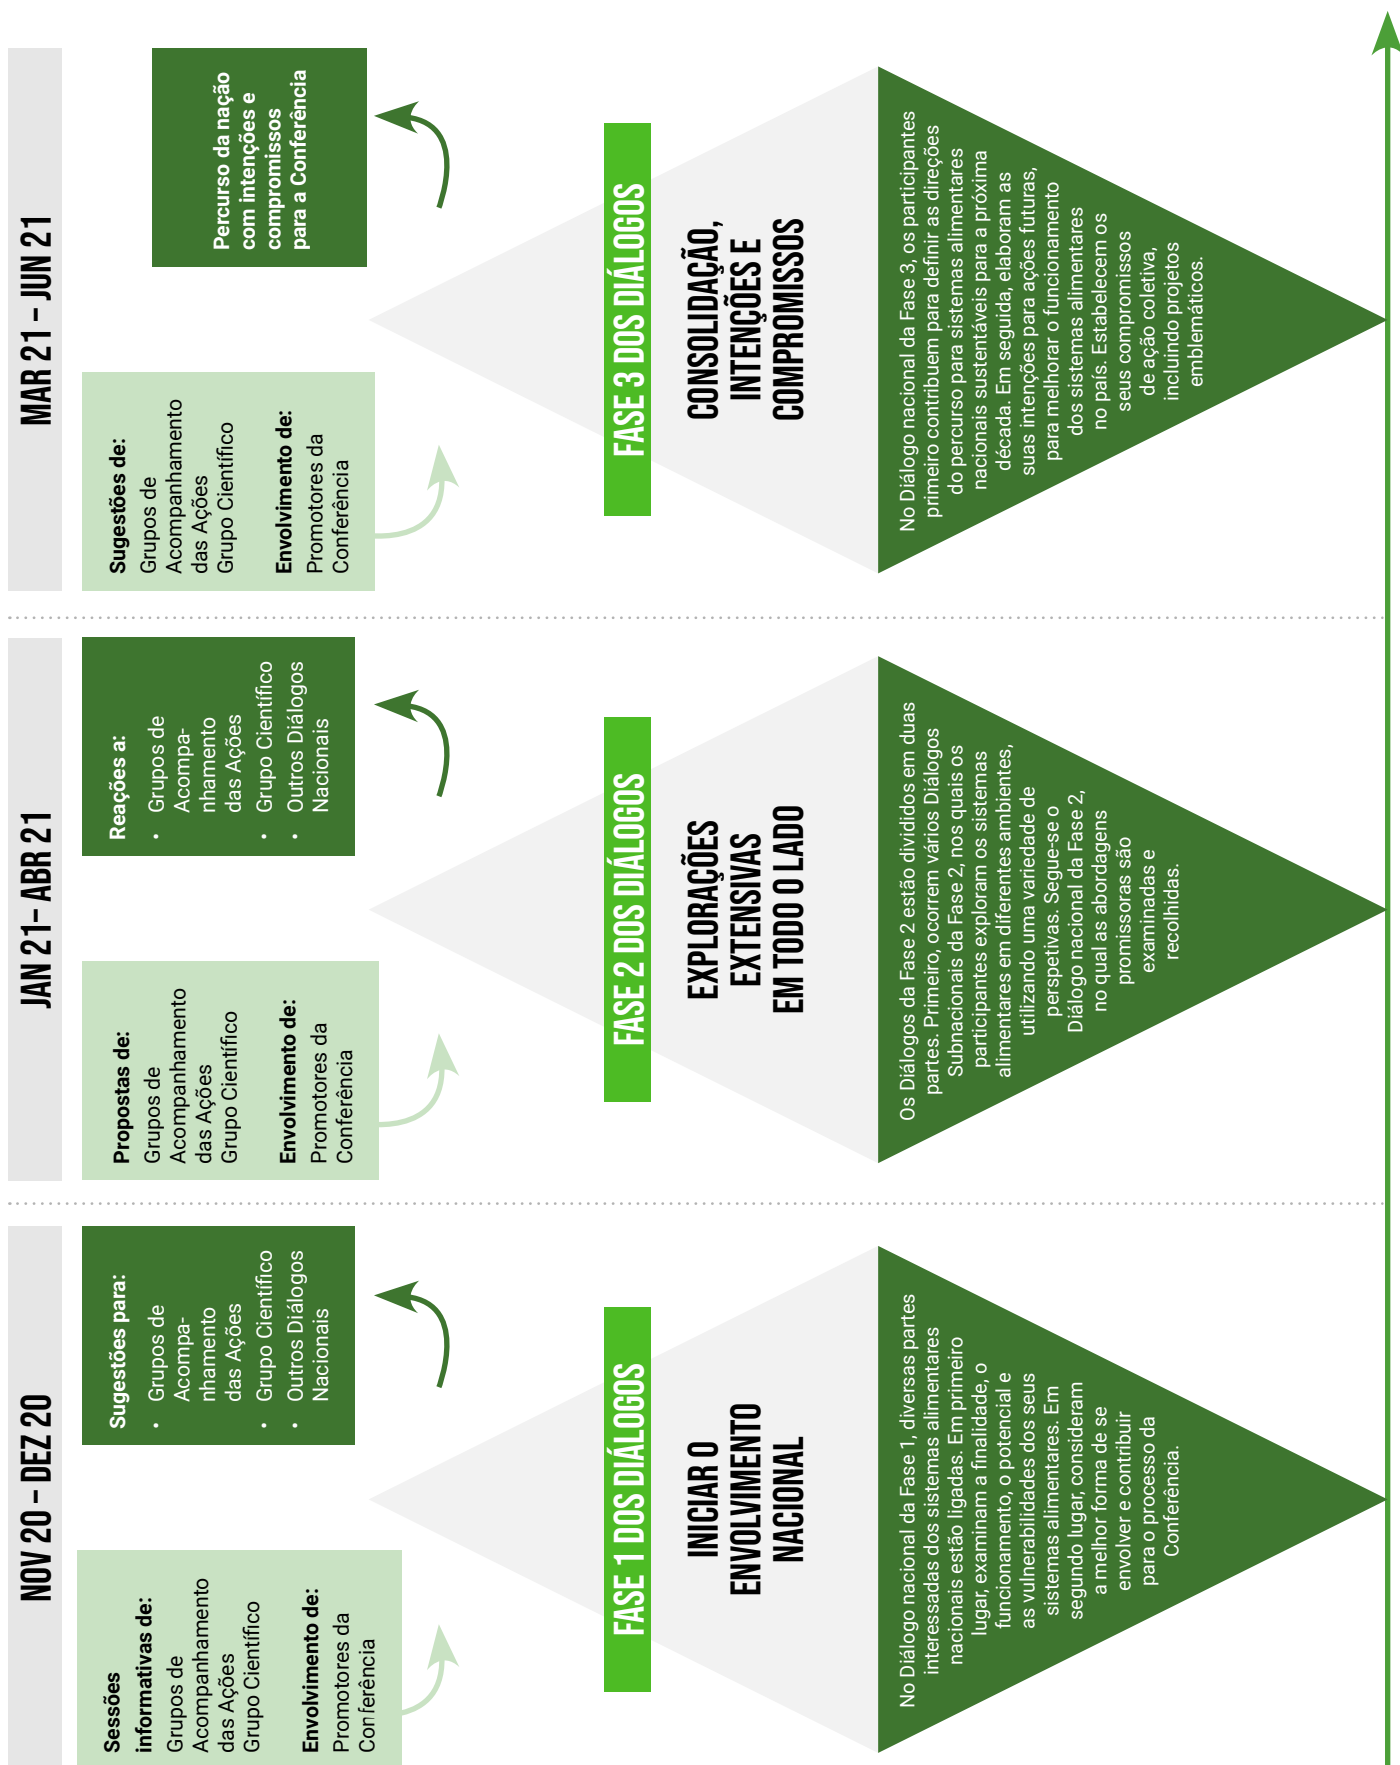 NOV 20 – DEZ 20
Sessões
informativas de:
Grupos de
Acompanhamento
das Ações
Grupo Científico
Envolvimento de:
Promotores da
Conferência
Sugestões para:
• Grupos de
Acompa-
nhamento
das Ações
• Grupo Científico
• Outros Diálogos
Nacionais
FASE 1 DOS DIÁLOGOS
INICIAR O
ENVOLVIMENTO
NACIONAL
No Diálogo nacional da Fase 1, diversas partes
interessadas dos sistemas alimentares
nacionais estão ligadas. Em primeiro
lugar, examinam a finalidade, o
funcionamento, o potencial e
as vulnerabilidades dos seus
sistemas alimentares. Em
segundo lugar, consideram
a melhor forma de se
envolver e contribuir
para o processo da
Conferência.
JAN 21– ABR 21
Propostas de:
Grupos de
Acompanhamento
das Ações
Grupo Científico
Envolvimento de:
Promotores da
Conferência
Reações a:
• Grupos de
Acompa-
nhamento
das Ações
• Grupo Científico
• Outros Diálogos
Nacionais
FASE 2 DOS DIÁLOGOS
EXPLORAÇÕES
EXTENSIVAS
EM TODO O LADO
Os Diálogos da Fase 2 estão divididos em duas
partes. Primeiro, ocorrem vários Diálogos
Subnacionais da Fase 2, nos quais os
participantes exploram os sistemas
alimentares em diferentes ambientes,
utilizando uma variedade de
perspetivas. Segue-se o
Diálogo nacional da Fase 2,
no qual as abordagens
promissoras são
examinadas e
recolhidas.
MAR 21 – JUN 21
Sugestões de:
Grupos de
Acompanhamento
das Ações
Grupo Científico
Envolvimento de:
Promotores da
Conferência
Percurso da nação
com intenções e
compromissos
para a Conferência
FASE 3 DOS DIÁLOGOS
CONSOLIDAÇÃO,
INTENÇÕES E
COMPROMISSOS
No Diálogo nacional da Fase 3, os participantes
primeiro contribuem para definir as direções
do percurso para sistemas alimentares
nacionais sustentáveis para a próxima
década. Em seguida, elaboram as
suas intenções para ações futuras,
para melhorar o funcionamento
dos sistemas alimentares
no país. Estabelecem os
seus compromissos
de ação coletiva,
incluindo projetos
emblemáticos.